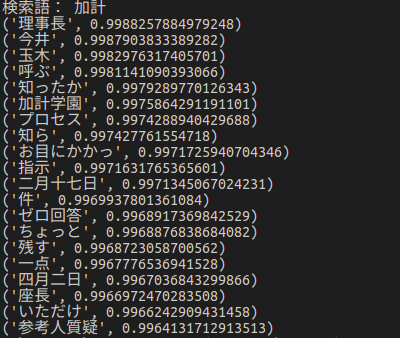 検索語： 加計
('理事長', 0.9988257884979248)
('今井', 0.9987903833389282)
('玉木', 0.9982976317405701)
('呼ぶ', 0.9981141090393066)
('知ったか', 0.9979289770126343)
('加計学園', 0.9975864291191101)
('プロセス', 0.9974288940429688)
('知ら', 0.997427761554718)
('お目にかかっ', 0.9971725940704346)
('指示', 0.9971631765365601)
('二月十七日', 0.9971345067024231)
('件', 0.9969937801361084)
('ゼロ回答', 0.9968917369842529)
('ちょっと', 0.9968876838684082)
('残す', 0.9968723058700562)
('一点', 0.9967776536941528)
('四月二日', 0.9967036843299866)
('座長', 0.9966972470283508)
('いただけ', 0.9966242909431458)
('参考人質疑', 0.9964131712913513)